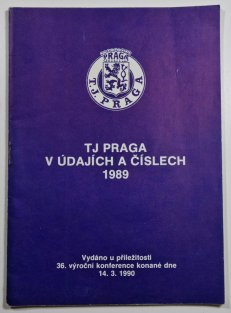 PRAGA
T.J. PRAGA
TJ PRAGA
V ÚDAJÍCH A ČÍSLECH
1989
Vydáno u příležitosti
36. výroční konference konané dne
14. 3. 1990